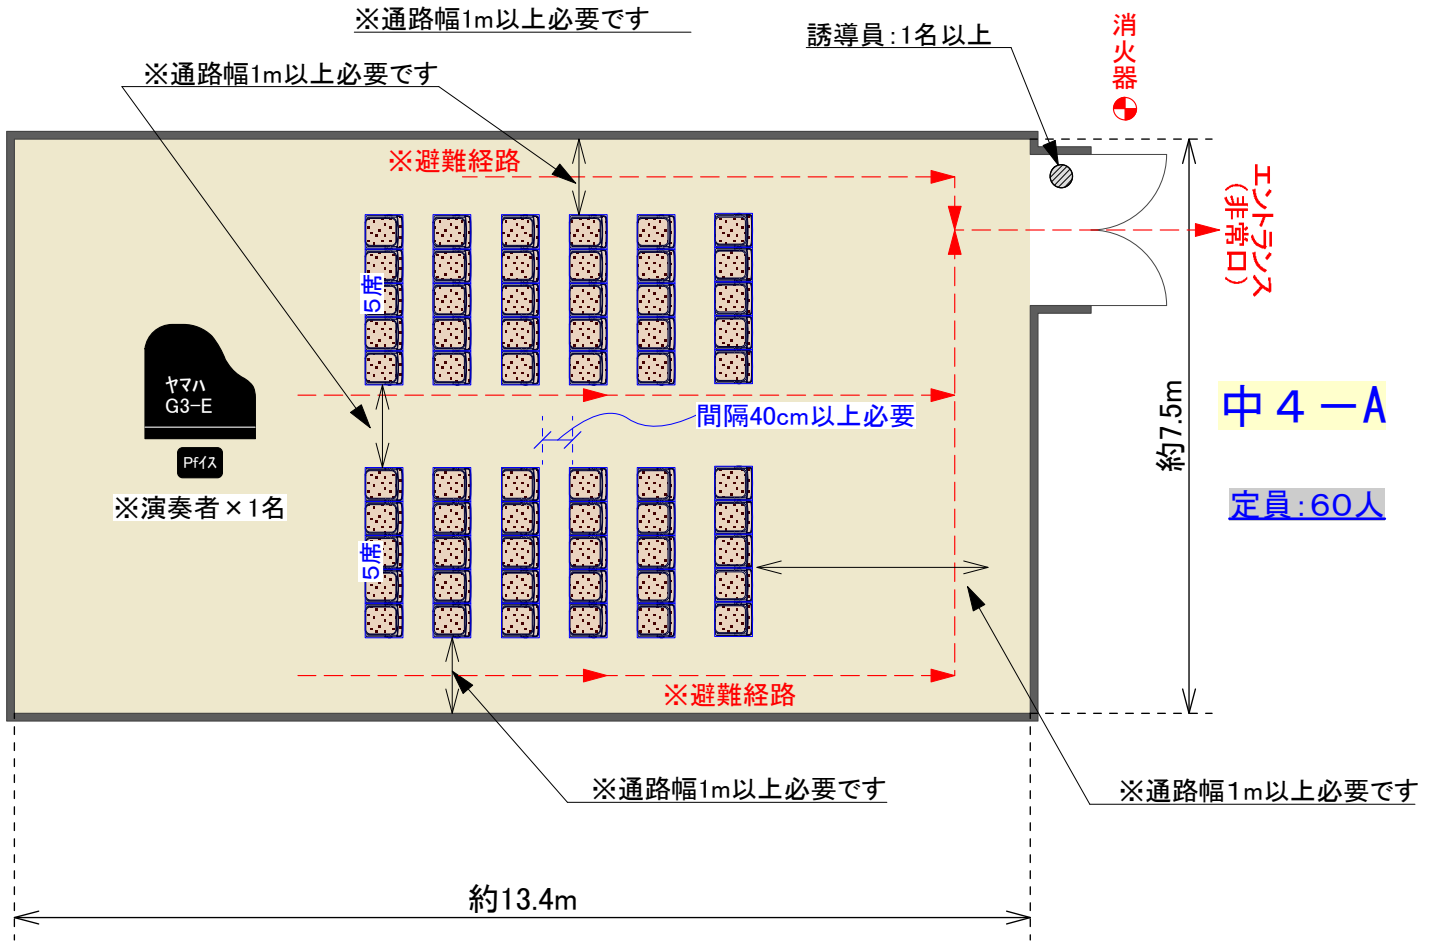 ※通路幅1m以上必要です
誘導員:1名以上
消火器
※通路幅1m以上必要です
※避難経路
エントランス
(非常口)
5席
ヤマハ
G3-E
Pfイス
※演奏者×1名
間隔40cm以上必要
中4-A
約7.5m
定員:60人
5席
※避難経路
※通路幅1m以上必要です
※通路幅1m以上必要です
約13.4m